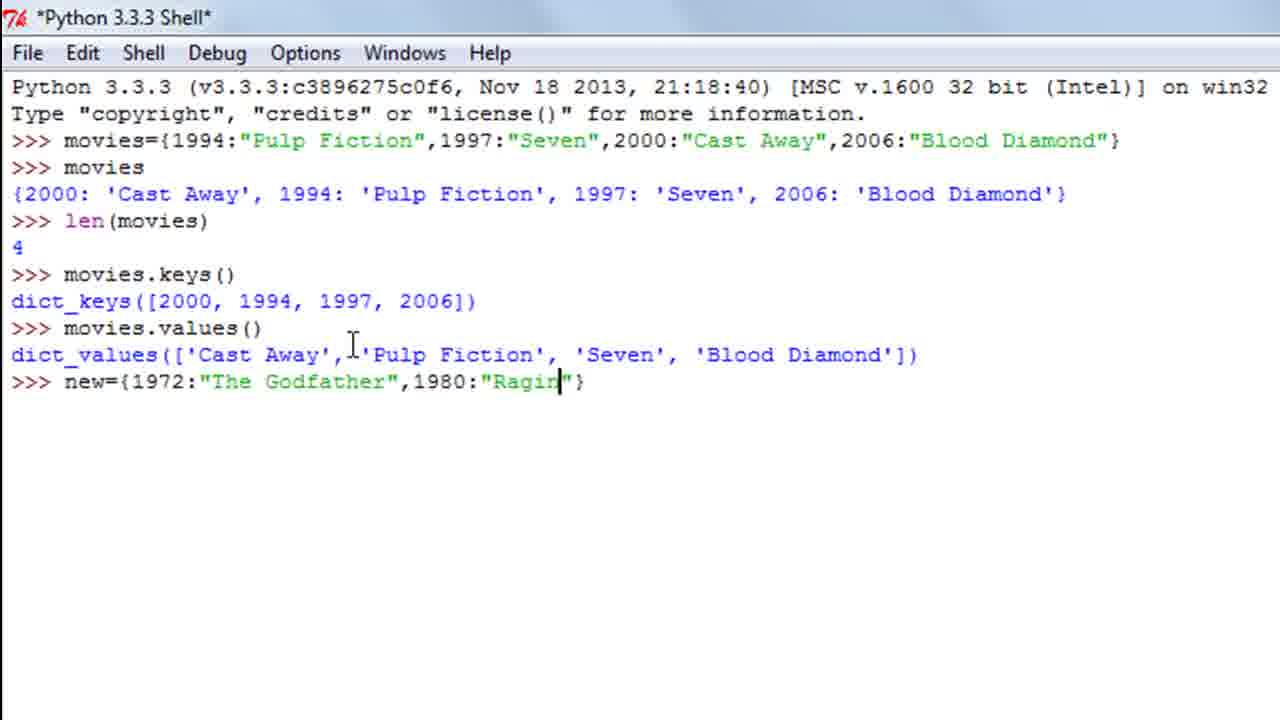 *Python 3.3.3 Shell*
File Edit Shell Debug Options Windows Help
Python 3.3.3 (v3.3.3:c3896275c0f6, Nov 18 2013, 21:18:40) [MSC v.1600 32 bit (Intel)] on win32
Type "copyright", "credits" or "license()" for more information.
>>> movies={1994:"Pulp Fiction",1997:"Seven",2000:"Cast Away",2006:"Blood Diamond"}
>>> movies
{2000: 'Cast Away', 1994: 'Pulp Fiction', 1997: 'Seven', 2006: 'Blood Diamond'}
>>> len(movies)
4
>>> movies.keys()
dict_keys([2000, 1994, 1997, 2006])
>>> movies.values()
dict_values(['Cast Away', 'Pulp Fiction', 'Seven', 'Blood Diamond'])
>>> new={1972:"The Godfather",1980:"Ragin"}